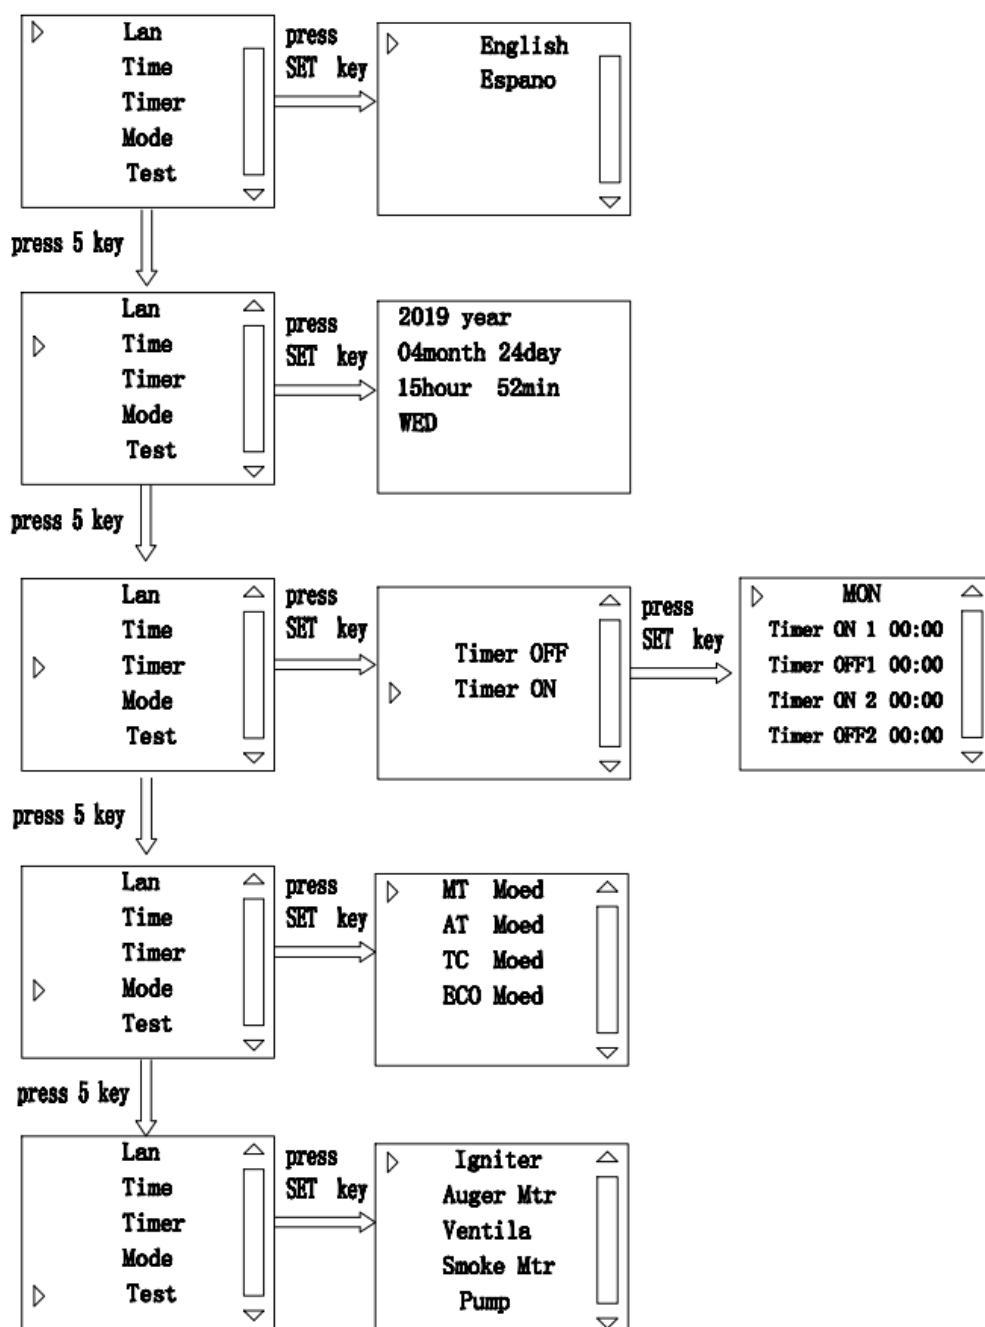 Lan
Time
Timer
Mode
Test
press
SET key
English
Espano
press 5 key
Lan
Time
Timer
Mode
Test
press
SET key
2019 year
04month 24day
15hour 52min
WED
press 5 key
Lan
Time
Timer
Mode
Test
press
SET key
Timer OFF
Timer ON
press
SET key
MON
Timer ON 1 00:00
Timer OFF1 00:00
Timer ON 2 00:00
Timer OFF2 00:00
press 5 key
Lan
Time
Timer
Mode
Test
press
SET key
MT Moed
AT Moed
TC Moed
ECO Moed
press 5 key
Lan
Time
Timer
Mode
Test
press
SET key
Igniter
Auger Mtr
Ventila
Smoke Mtr
Pump